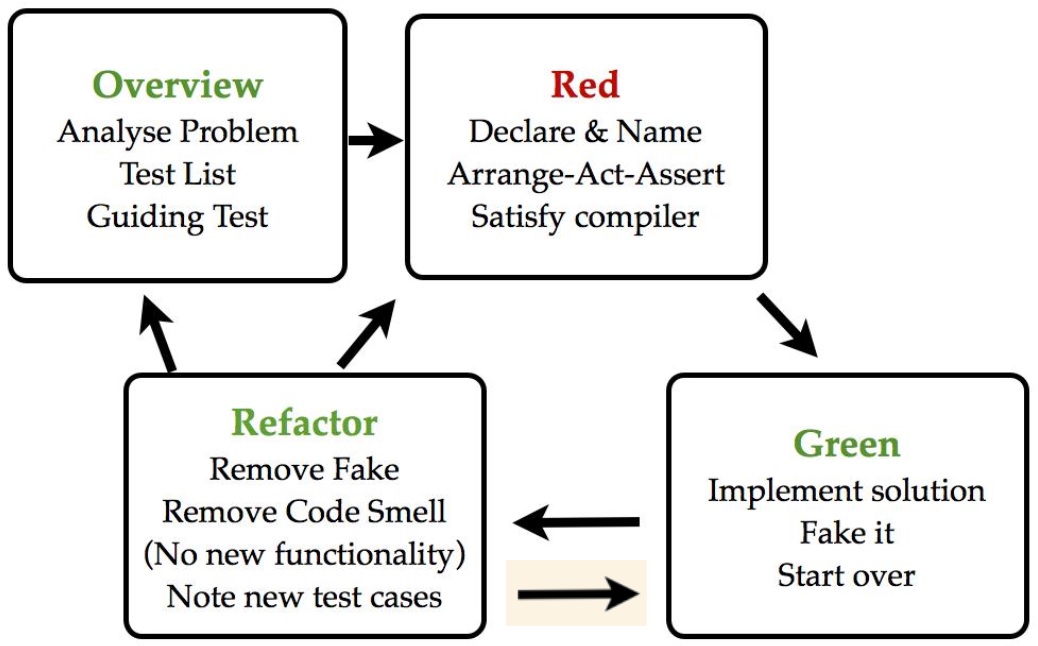 Overview
Analyse Problem
Test List
Guiding Test
Red
Declare & Name
Arrange-Act-Assert
Satisfy compiler
Refactor
Remove Fake
Remove Code Smell
(No new functionality)
Note new test cases
Green
Implement solution
Fake it
Start over